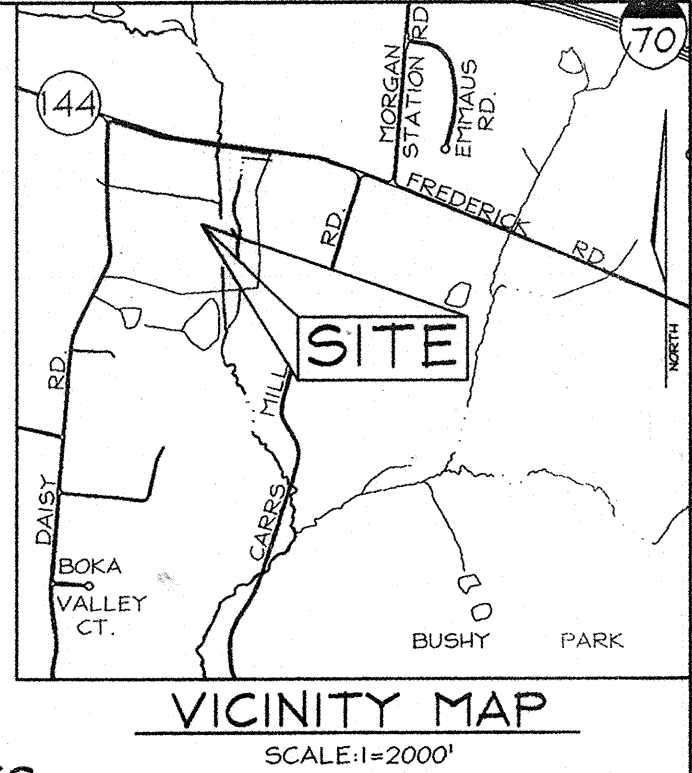 70
144
MORGAN
STATION RD
EMMAUS
RD.
FREDERICK
RD
RD.
SITE
NORTH
RD.
MILL
DAISY
CARRS
BOKA
VALLEY
CT.
BUSHY PARK
VICINITY MAP
SCALE:1=2000'